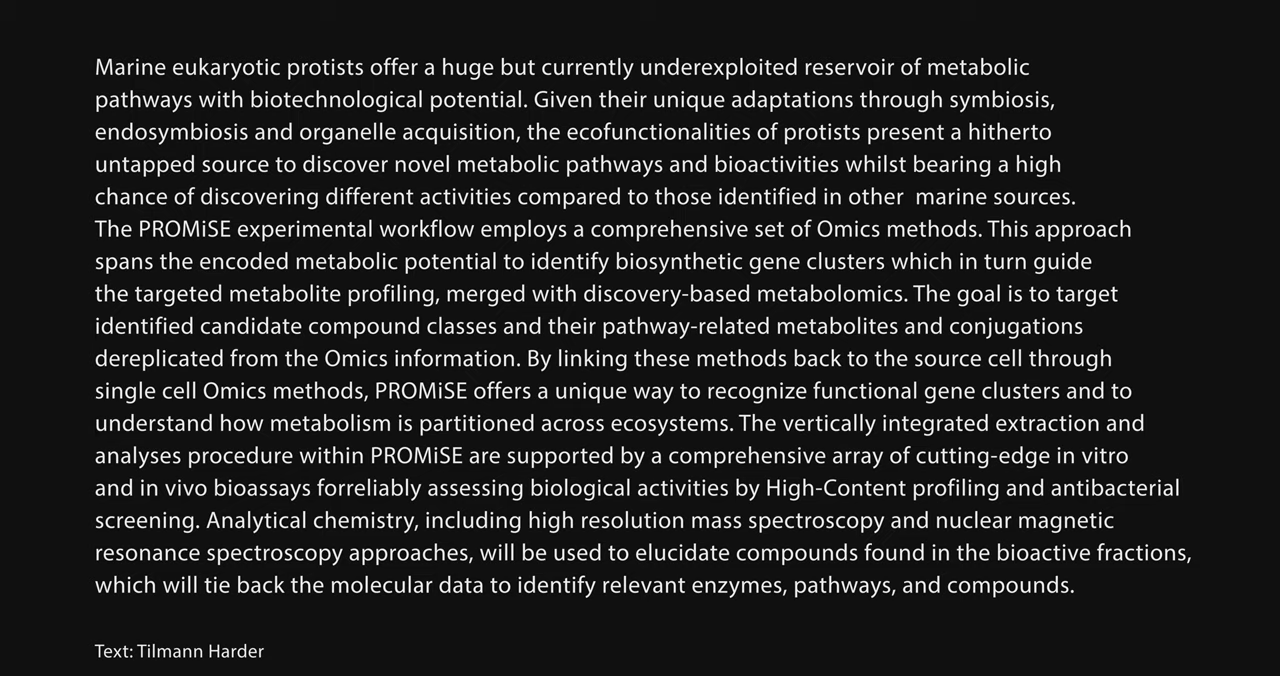 Marine eukaryotic protists offer a huge but currently underexploited reservoir of metabolic
pathways with biotechnological potential. Given their unique adaptations through symbiosis,
endosymbiosis and organelle acquisition, the ecofunctionalities of protists present a hitherto
untapped source to discover novel metabolic pathways and bioactivities whilst bearing a high
chance of discovering different activities compared to those identified in other  marine sources.
The PROMiSE experimental workflow employs a comprehensive set of Omics methods. This approach
spans the encoded metabolic potential to identify biosynthetic gene clusters which in turn guide
the targeted metabolite profiling, merged with discovery-based metabolomics. The goal is to target
identified candidate compound classes and their pathway-related metabolites and conjugations
dereplicated from the Omics information. By linking these methods back to the source cell through
single cell Omics methods, PROMiSE offers a unique way to recognize functional gene clusters and to
understand how metabolism is partitioned across ecosystems. The vertically integrated extraction and
analyses procedure within PROMiSE are supported by a comprehensive array of cutting-edge in vitro
and in vivo bioassays forreliably assessing biological activities by High-Content profiling and antibacterial
screening. Analytical chemistry, including high resolution mass spectroscopy and nuclear magnetic
resonance spectroscopy approaches, will be used to elucidate compounds found in the bioactive fractions,
which will tie back the molecular data to identify relevant enzymes, pathways, and compounds.
Text: Tilmann Harder